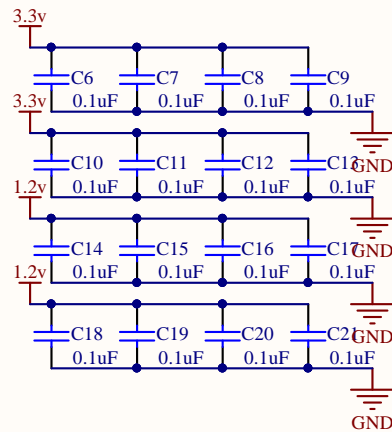 3.3v
C6 C7 C8 C9
0.1uF 0.1uF 0.1uF 0.1uF
3.3v
GND
C10 C11 C12 C13
0.1uF 0.1uF 0.1uF 0.1uF
1.2v
GND
C14 C15 C16 C17
0.1uF 0.1uF 0.1uF 0.1uF
1.2v
GND
C18 C19 C20 C21
0.1uF 0.1uF 0.1uF 0.1uF
GND